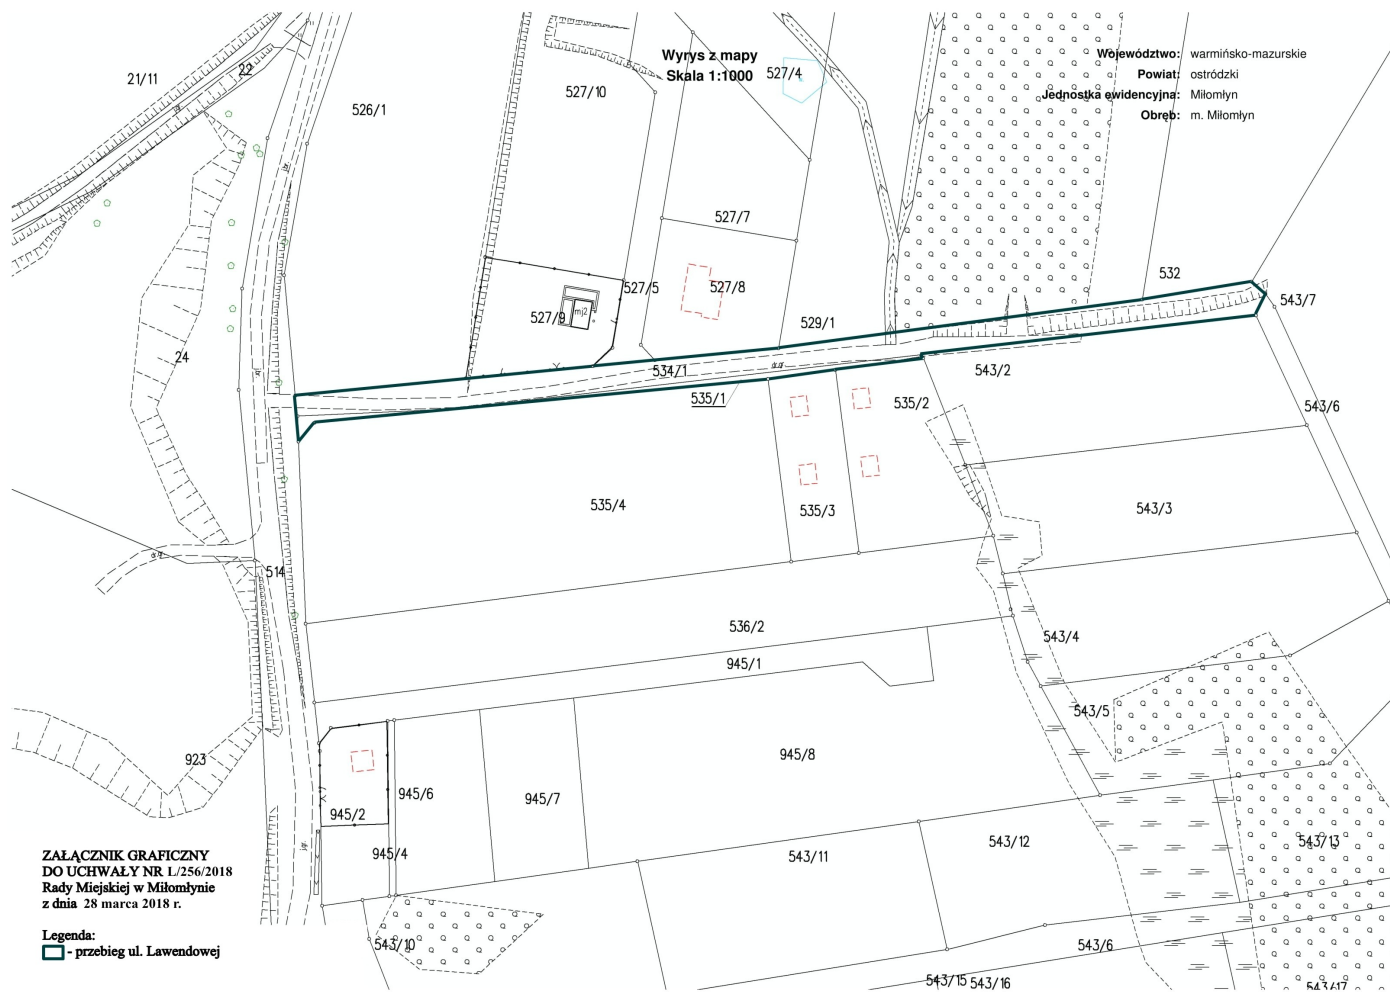 Wyrys z mapy
Skala 1:1000
Województwo: warmińsko-mazurskie
Powiat: ostródzki
Jednostka ewidencyjna: Miłomłyn
Obręb: m. Miłomłyn
21/11
22
526/1
527/10
527/4
527/7
527/5
527/8
527/9
mj2
529/1
532
543/7
24
534/1
dr.gr.
543/2
535/1
535/2
543/6
535/4
535/3
543/3
514
536/2
543/4
945/1
543/5
923
945/8
945/6
945/7
945/2
945/4
543/11
543/12
543/13
543/10
543/6
543/15
543/16
543/17
ZAŁĄCZNIK GRAFICZNY
DO UCHWAŁY NR L/256/2018
Rady Miejskiej w Miłomłynie
z dnia 28 marca 2018 r.
Legenda:
- przebieg ul. Lawendowej